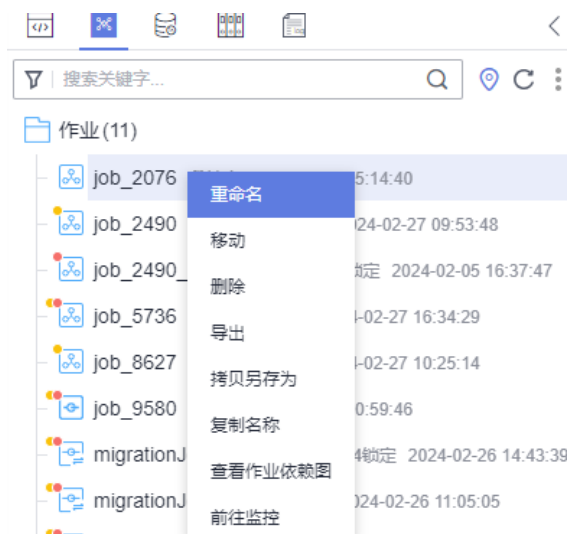 搜索关键字...
作业(11)
job_2076 5:14:40
重命名
job_2490 24-02-27 09:53:48
移动
job_2490_ 锁定 2024-02-05 16:37:47
删除
job_5736 -02-27 16:34:29
导出
job_8627 -02-27 10:25:14
拷贝另存为
job_9580 0:59:46
复制名称
migrationJ 4锁定 2024-02-26 14:43:39
查看作业依赖图
migrationJ 024-02-26 11:05:05
前往监控